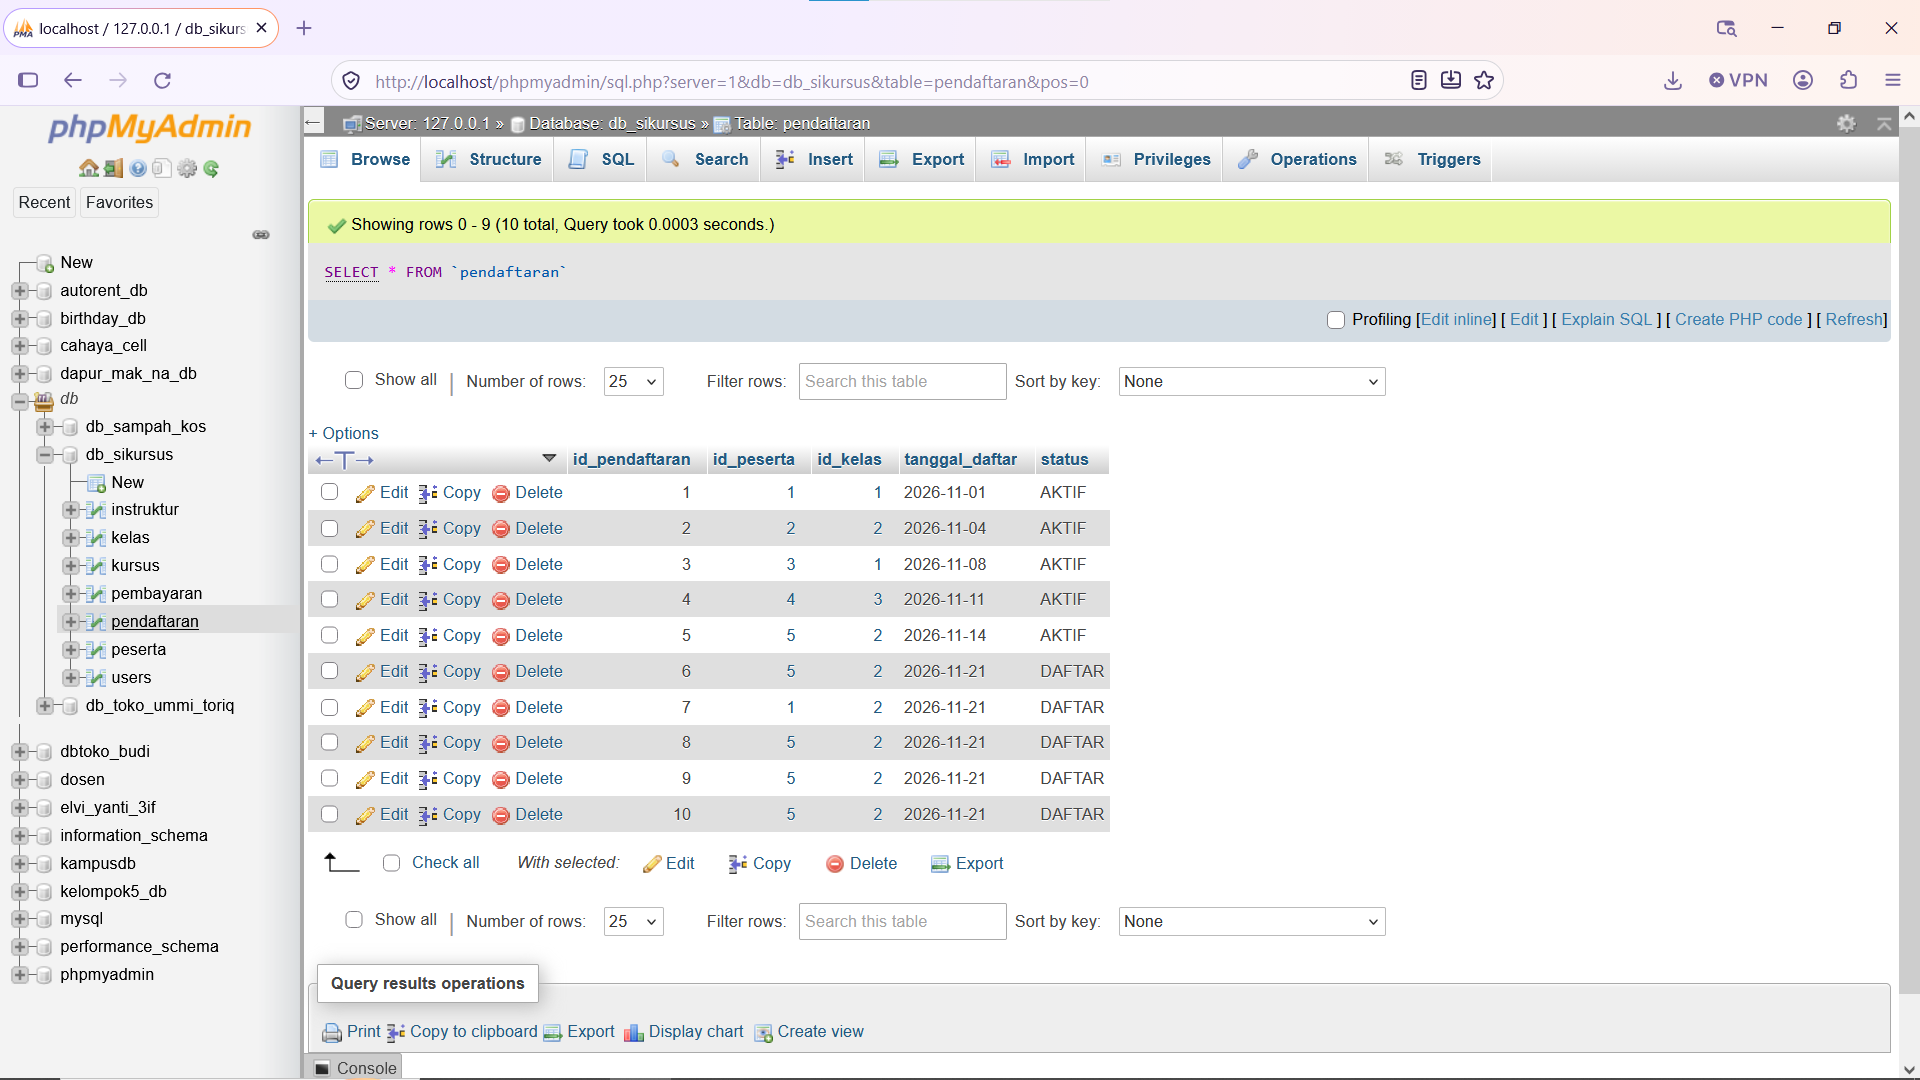 localhost / 127.0.0.1 / db_sikurs
http://localhost/phpmyadmin/sql.php?server=1&db=db_sikursus&table=pendaftaran&pos=0
VPN
phpMyAdmin
Recent Favorites
New
autorent_db
birthday_db
cahaya_cell
dapur_mak_na_db
db
db_sampah_kos
db_sikursus
New
instruktur
kelas
kursus
pembayaran
pendaftaran
peserta
users
db_toko_ummi_toriq
dbtoko_budi
dosen
elvi_yanti_3if
information_schema
kampusdb
kelompok5_db
mysql
performance_schema
phpmyadmin
Server: 127.0.0.1 » Database: db_sikursus » Table: pendaftaran
Browse Structure SQL Search Insert Export Import Privileges Operations Triggers
Showing rows 0 - 9 (10 total, Query took 0.0003 seconds.)
SELECT * FROM `pendaftaran`
Profiling [Edit inline] [ Edit ] [ Explain SQL ] [ Create PHP code ] [ Refresh]
Show all | Number of rows: 25 Filter rows: Search this table Sort by key: None
+ Options
←T→ id_pendaftaran id_peserta id_kelas tanggal_daftar status
Edit Copy Delete 1 1 1 2026-11-01 AKTIF
Edit Copy Delete 2 2 2 2026-11-04 AKTIF
Edit Copy Delete 3 3 1 2026-11-08 AKTIF
Edit Copy Delete 4 4 3 2026-11-11 AKTIF
Edit Copy Delete 5 5 2 2026-11-14 AKTIF
Edit Copy Delete 6 5 2 2026-11-21 DAFTAR
Edit Copy Delete 7 1 2 2026-11-21 DAFTAR
Edit Copy Delete 8 5 2 2026-11-21 DAFTAR
Edit Copy Delete 9 5 2 2026-11-21 DAFTAR
Edit Copy Delete 10 5 2 2026-11-21 DAFTAR
Check all With selected: Edit Copy Delete Export
Show all | Number of rows: 25 Filter rows: Search this table Sort by key: None
Query results operations
Print Copy to clipboard Export Display chart Create view
Console